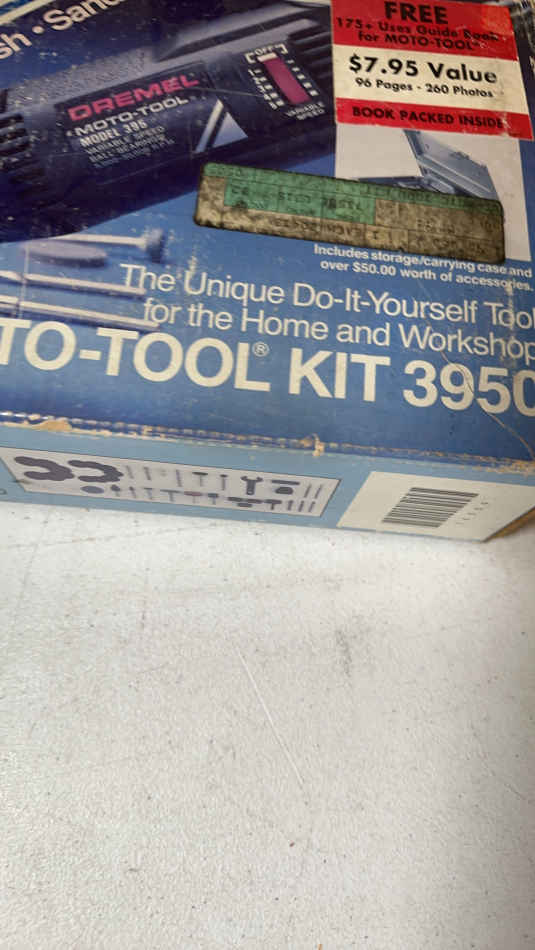 sh • San
FREE
175+ Uses Guide Book
for MOTO-TOOL
$7.95 Value
96 Pages - 260 Photos
BOOK PACKED INSIDE
OFF
VARIABLE
SPEED
DREMEL
MOTO-TOOL
MODEL 395
VARIABLE SPEED
BALL BEARING
Includes storage/carrying case and
over $50.00 worth of accessories.
The Unique Do-It-Yourself Tool
for the Home and Workshop
TO-TOOL® KIT 3950